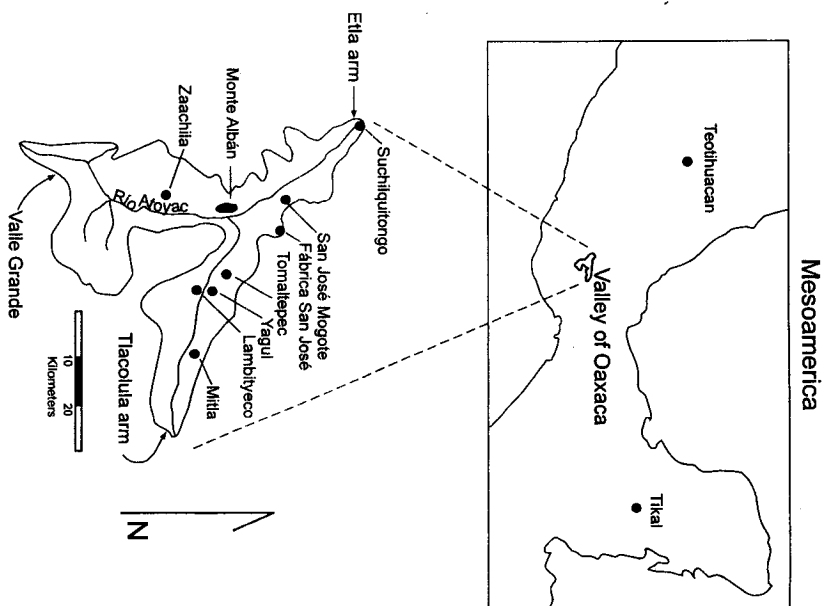 Mesoamerica
Teotihuacan
Valley of Oaxaca
Tikal
Etla arm
Suchilquitongo
Monte Albán
Zaachila
Río Atoyac
San José Mogote
Fábrica San José
Tomaltepec
Yagul
Lambityeco
Mitla
Valle Grande
Tlacolula arm
10 20
Kilometers
N